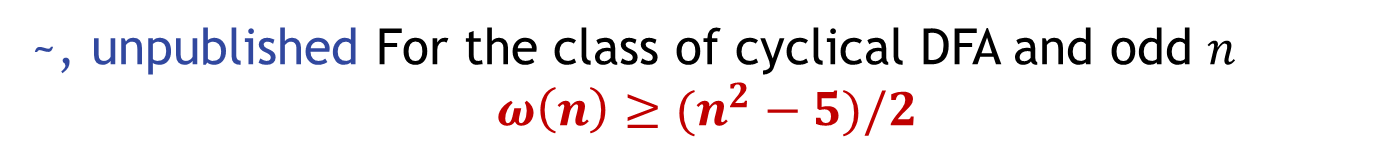 ~, unpublished For the class of cyclical DFA and odd n
ω(n) ≥ (n² − 5)/2